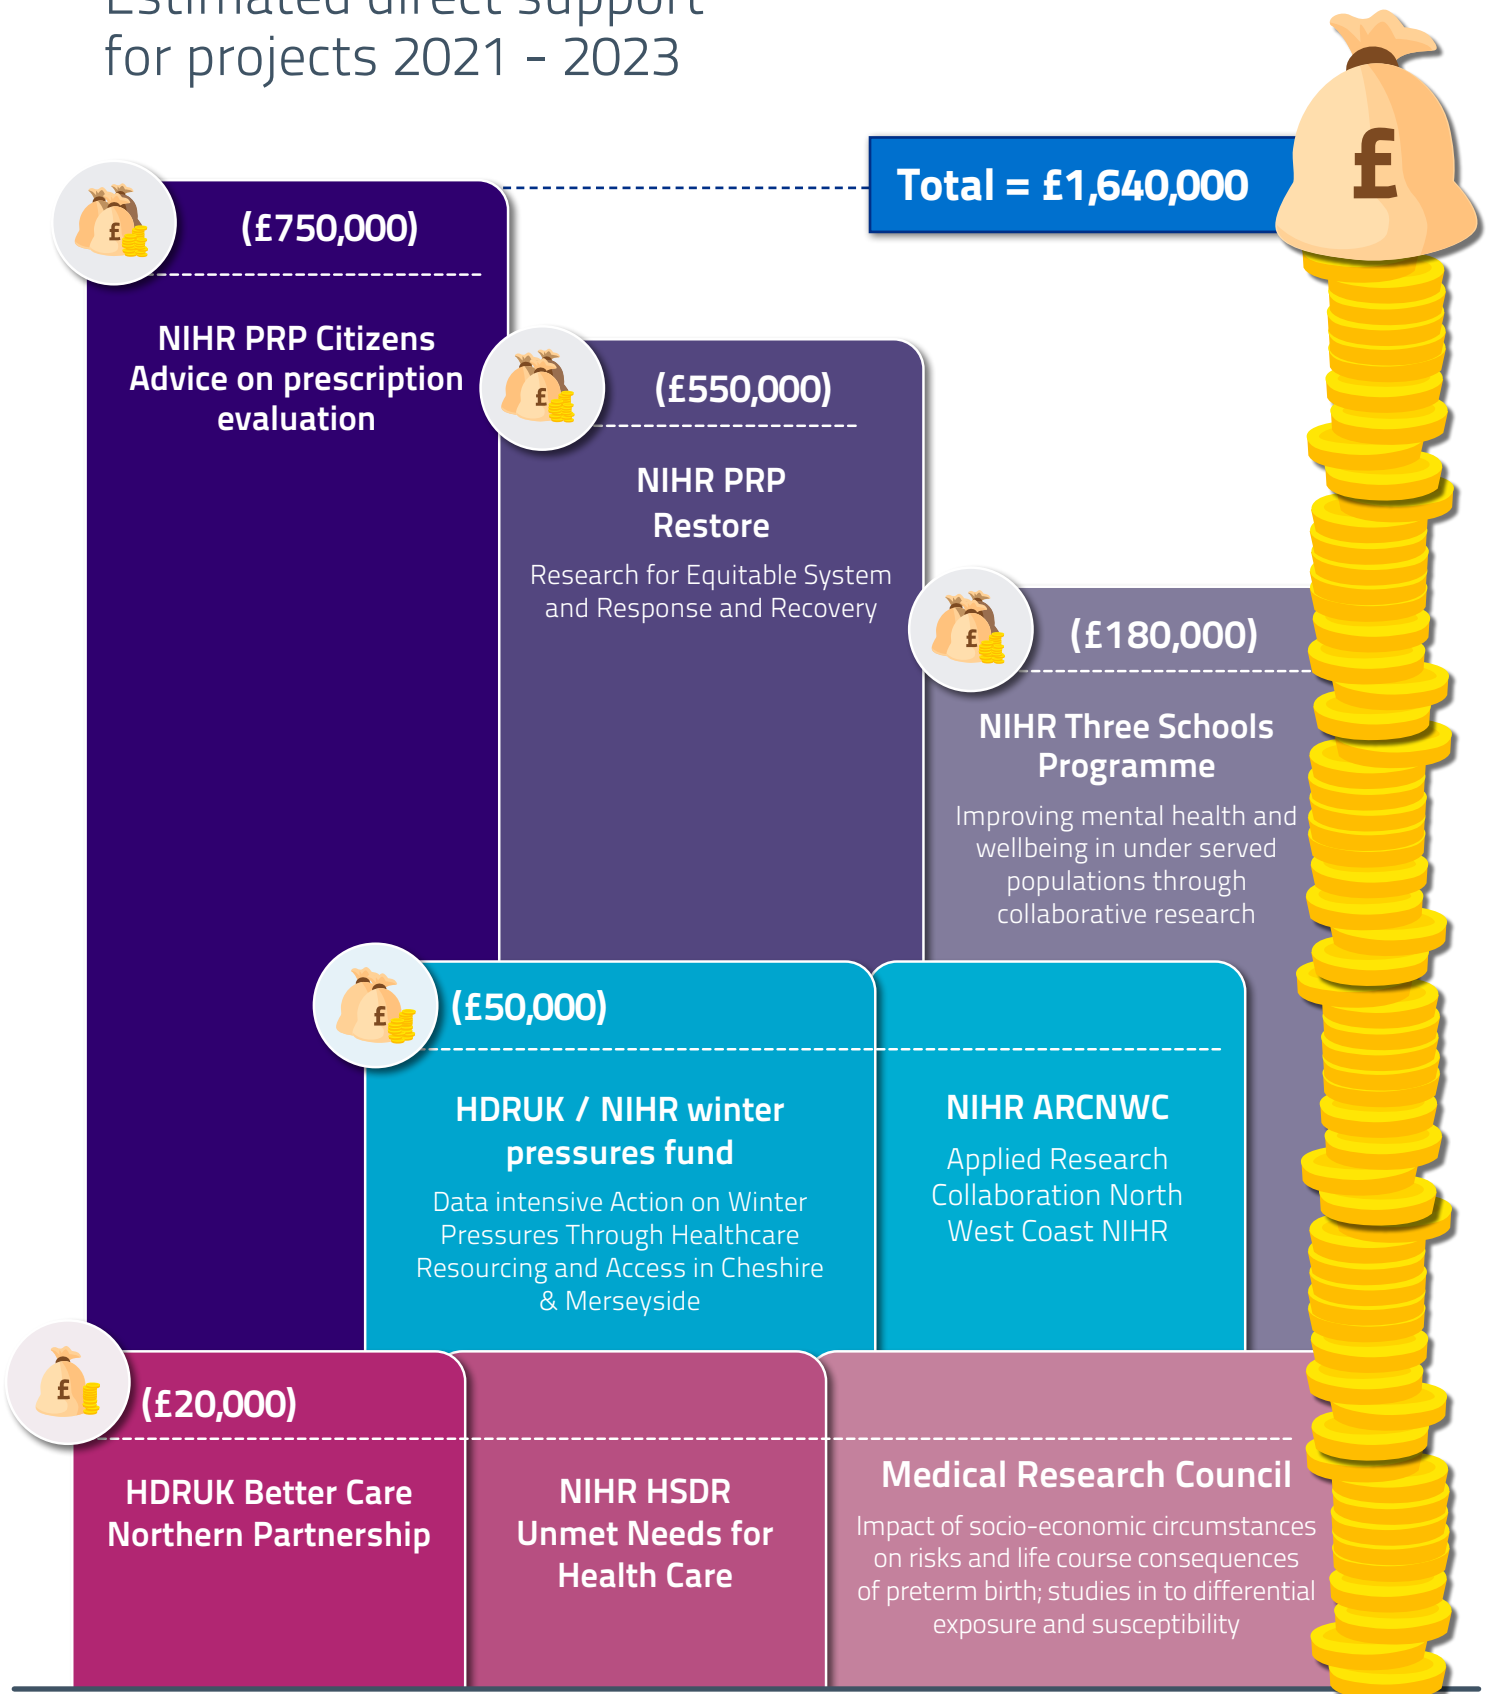 Estimated direct support
for projects 2021 - 2023
Total = £1,640,000
£
£
(£750,000)
NIHR PRP Citizens
Advice on prescription
evaluation
£
(£550,000)
NIHR PRP
Restore
Research for Equitable System
and Response and Recovery
£
(£180,000)
NIHR Three Schools
Programme
Improving mental health and
wellbeing in under served
populations through
collaborative research
£
(£50,000)
HDRUK / NIHR winter
pressures fund
Data intensive Action on Winter
Pressures Through Healthcare
Resourcing and Access in Cheshire
& Merseyside
NIHR ARCNWC
Applied Research
Collaboration North
West Coast NIHR
£
(£20,000)
HDRUK Better Care
Northern Partnership
NIHR HSDR
Unmet Needs for
Health Care
Medical Research Council
Impact of socio-economic circumstances
on risks and life course consequences
of preterm birth; studies in to differential
exposure and susceptibility